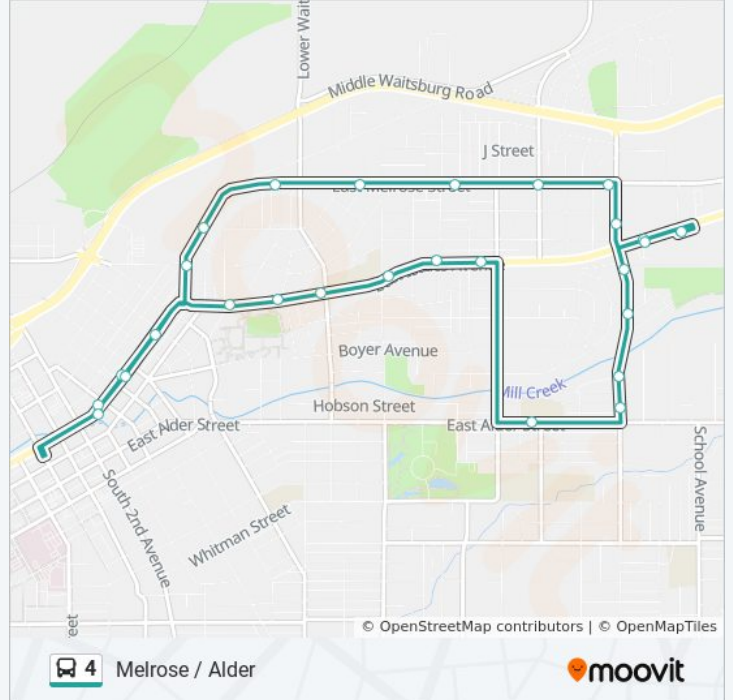 Lower Wait
Middle Waitsburg Road
J Street
East Melrose Street
Boyer Avenue
Mill Creek
Hobson Street
East Alder Street
East Alder Street
School Avenue
South 2nd Avenue
Whitman Street
eet
© OpenStreetMap contributors | © OpenMapTiles
4 Melrose / Alder
moovit